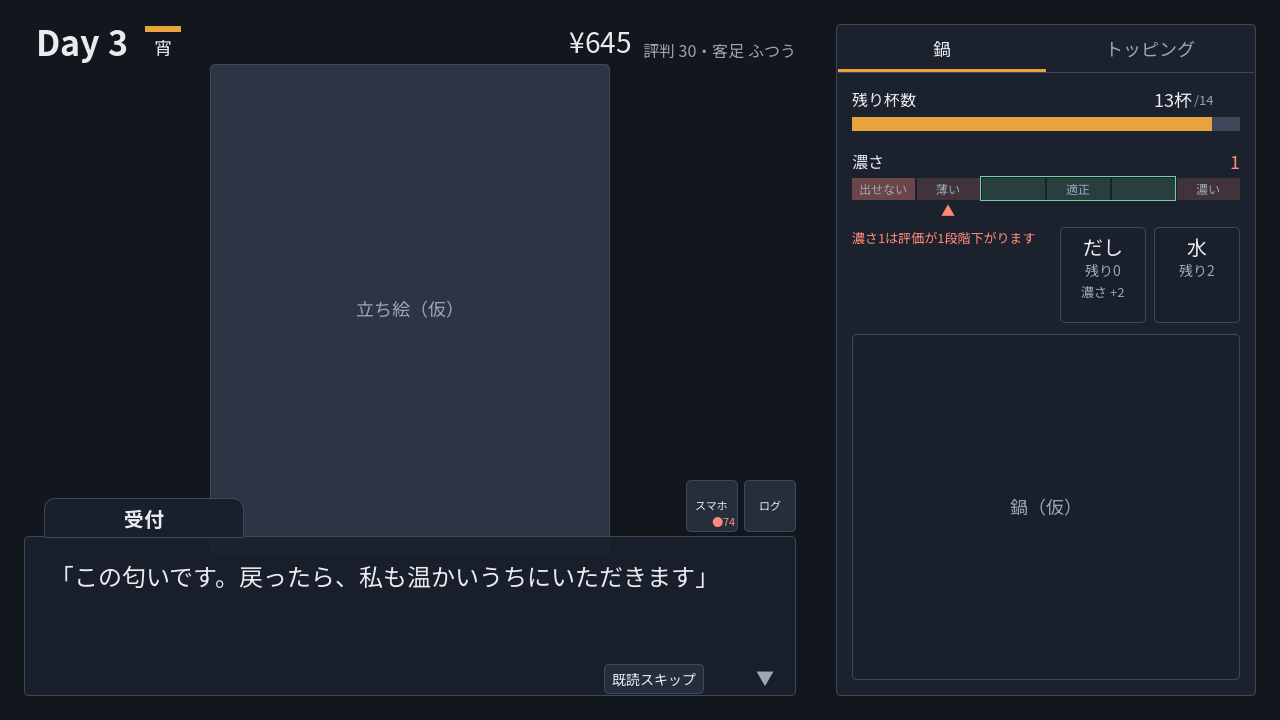 Day 3
宵
¥645
評判 30・客足 ふつう
立ち絵（仮）
スマホ
74
ログ
受付
「この匂いです。戻ったら、私も温かいうちにいただきます」
既読スキップ
▼
鍋
トッピング
残り杯数
13杯/14
濃さ
1
出せない
薄い
適正
濃い
濃さ1は評価が1段階下がります
だし
残り0
濃さ +2
水
残り2
鍋（仮）